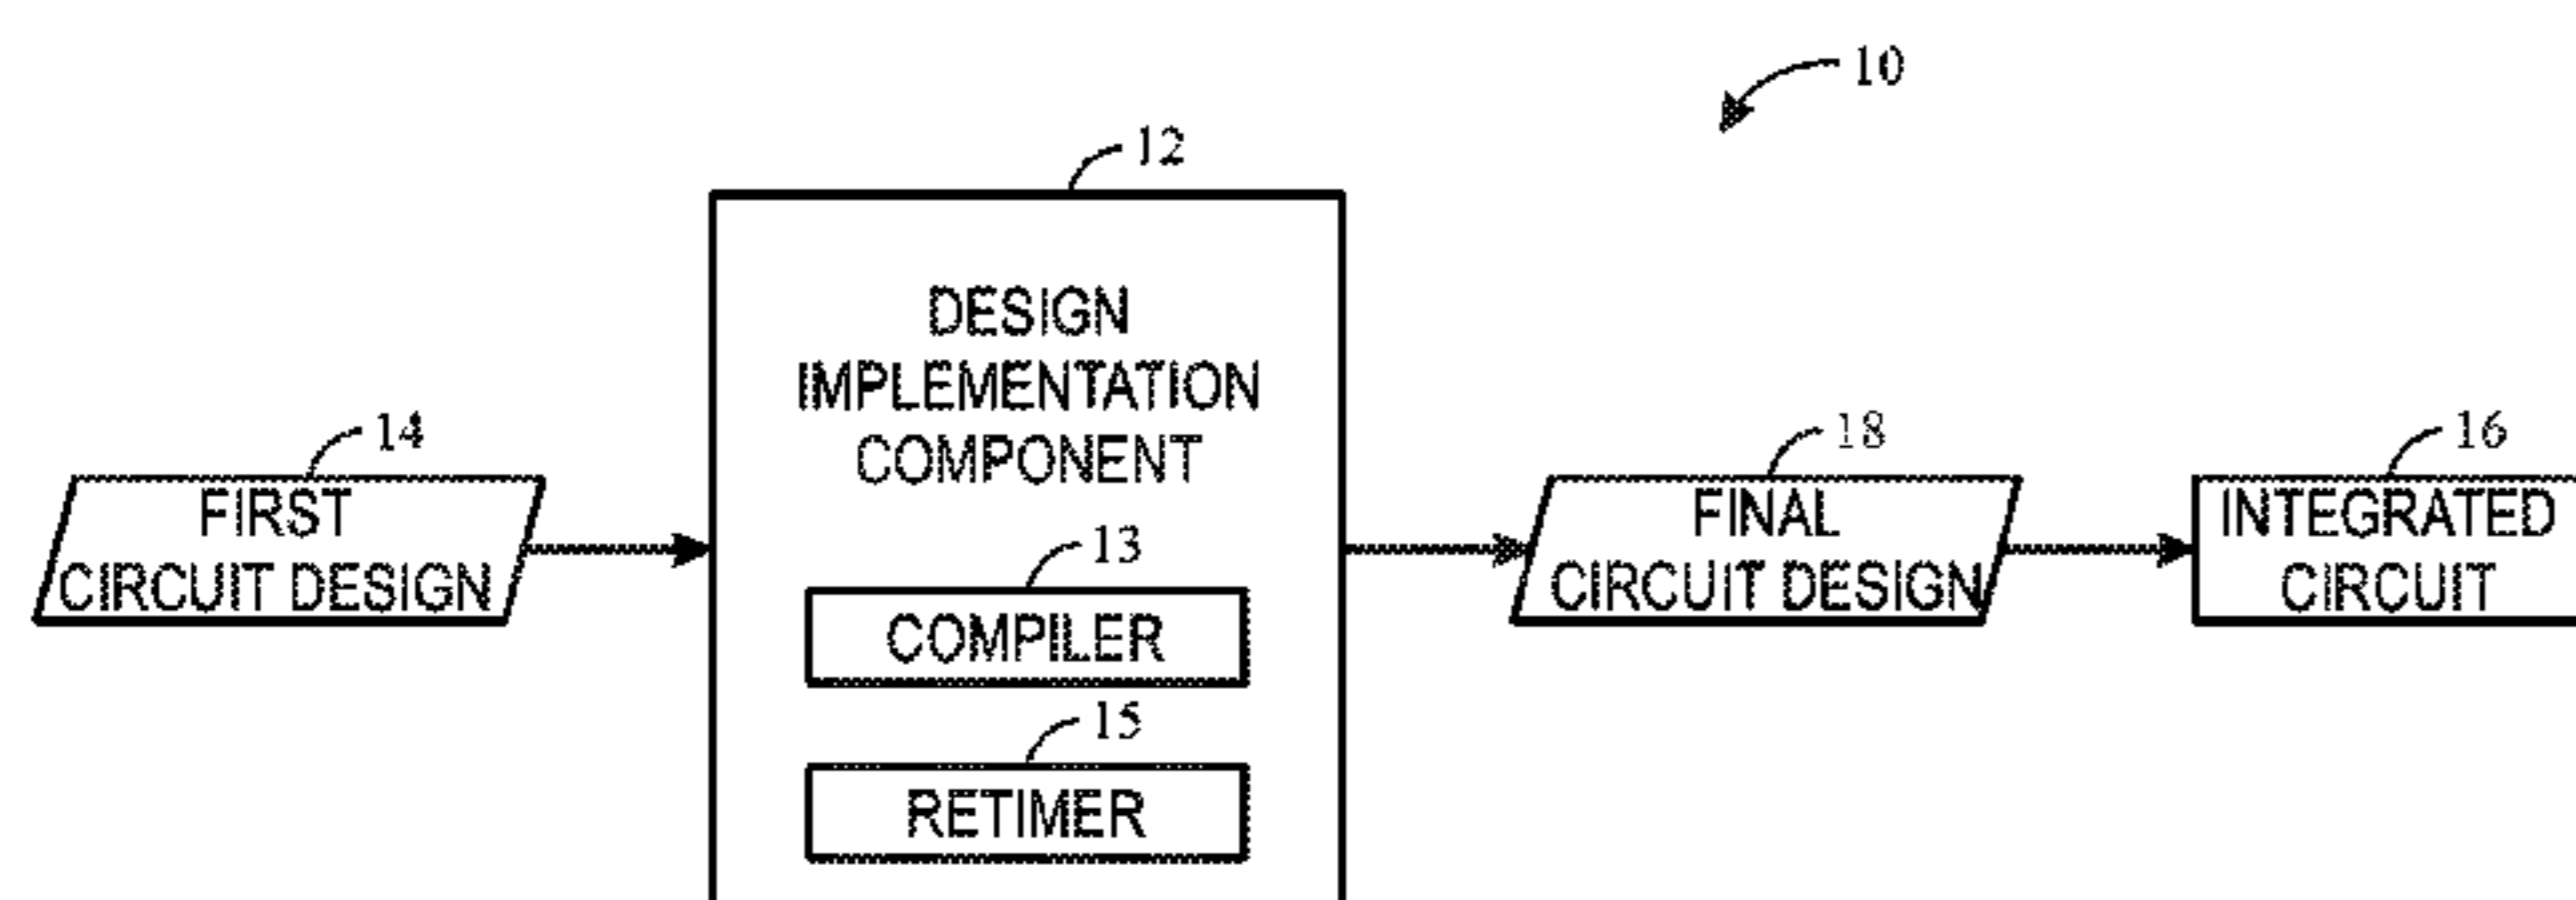 10
12
DESIGN
IMPLEMENTATION
COMPONENT
14
FIRST
CIRCUIT DESIGN
13
COMPILER
15
RETIMER
18
FINAL
CIRCUIT DESIGN
16
INTEGRATED
CIRCUIT